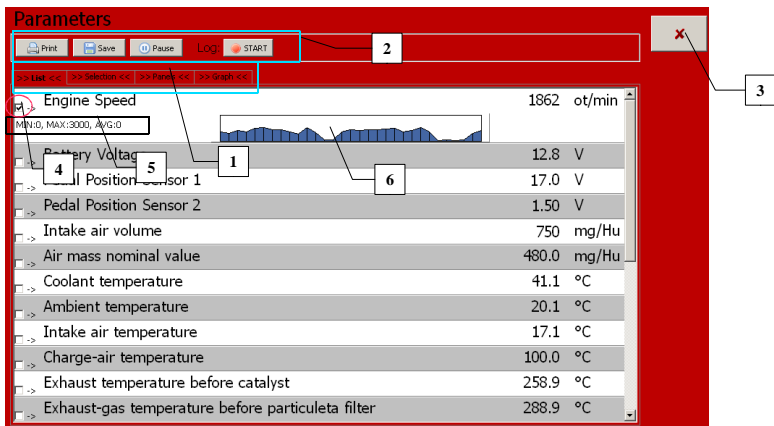 Parameters
Print Save Pause Log: START
2
3
>> List << >> Selection << >> Panels << >> Graph <<
-> Engine Speed 1862 ot/min
MIN:0, MAX:3000, AVG:0
4 5 1 6
-> Battery Voltage 12.8 V
-> Pedal Position Sensor 1 17.0 V
-> Pedal Position Sensor 2 1.50 V
-> Intake air volume 750 mg/Hu
-> Air mass nominal value 480.0 mg/Hu
-> Coolant temperature 41.1 °C
-> Ambient temperature 20.1 °C
-> Intake air temperature 17.1 °C
-> Charge-air temperature 100.0 °C
-> Exhaust temperature before catalyst 258.9 °C
-> Exhaust-gas temperature before particuleta filter 288.9 °C